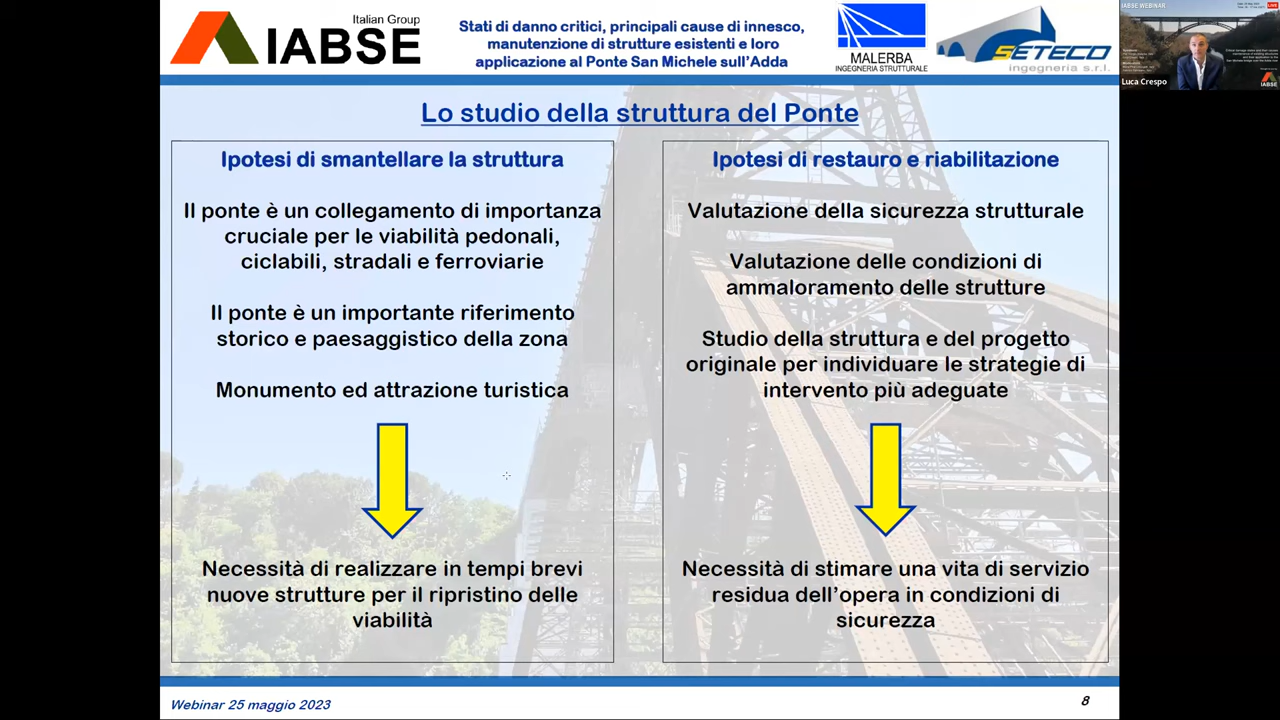 Italian Group
IABSE
Stati di danno critici, principali cause di innesco,
manutenzione di strutture esistenti e loro
applicazione al Ponte San Michele sull'Adda
MALERBA
INGEGNERIA STRUTTURALE
SETECO
ingegneria s.r.l.
IABSE WEBINAR
LIVE
Luca Crespo
IABSE
Lo studio della struttura del Ponte
Ipotesi di smantellare la struttura
Il ponte è un collegamento di importanza
cruciale per le viabilità pedonali,
ciclabili, stradali e ferroviarie
Il ponte è un importante riferimento
storico e paesaggistico della zona
Monumento ed attrazione turistica
Necessità di realizzare in tempi brevi
nuove strutture per il ripristino delle
viabilità
Ipotesi di restauro e riabilitazione
Valutazione della sicurezza strutturale
Valutazione delle condizioni di
ammaloramento delle strutture
Studio della struttura e del progetto
originale per individuare le strategie di
intervento più adeguate
Necessità di stimare una vita di servizio
residua dell'opera in condizioni di
sicurezza
Webinar 25 maggio 2023
8